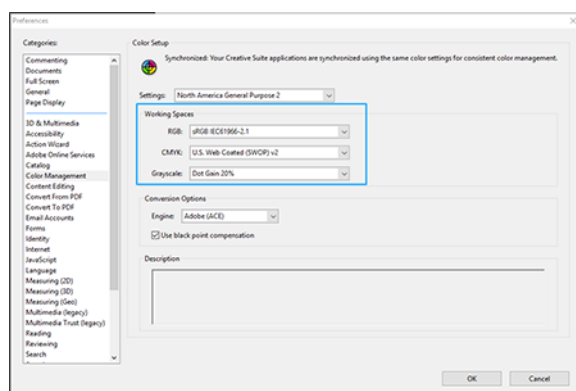 Preferences
Categories:
Commenting
Documents
Full Screen
General
Page Display
3D & Multimedia
Accessibility
Action Wizard
Adobe Online Services
Catalog
Color Management
Content Editing
Convert From PDF
Convert To PDF
Email Accounts
Forms
Identity
Internet
JavaScript
Language
Measuring (2D)
Measuring (3D)
Measuring (Geo)
Multimedia (legacy)
Multimedia Trust (legacy)
Reading
Reviewing
Search
Color Setup
Synchronized: Your Creative Suite applications are synchronized using the same color settings for consistent color management.
Settings: North America General Purpose 2
Working Spaces
RGB: sRGB IEC61966-2.1
CMYK: U.S. Web Coated (SWOP) v2
Grayscale: Dot Gain 20%
Conversion Options
Engine: Adobe (ACE)
Use black point compensation
Description
OK Cancel